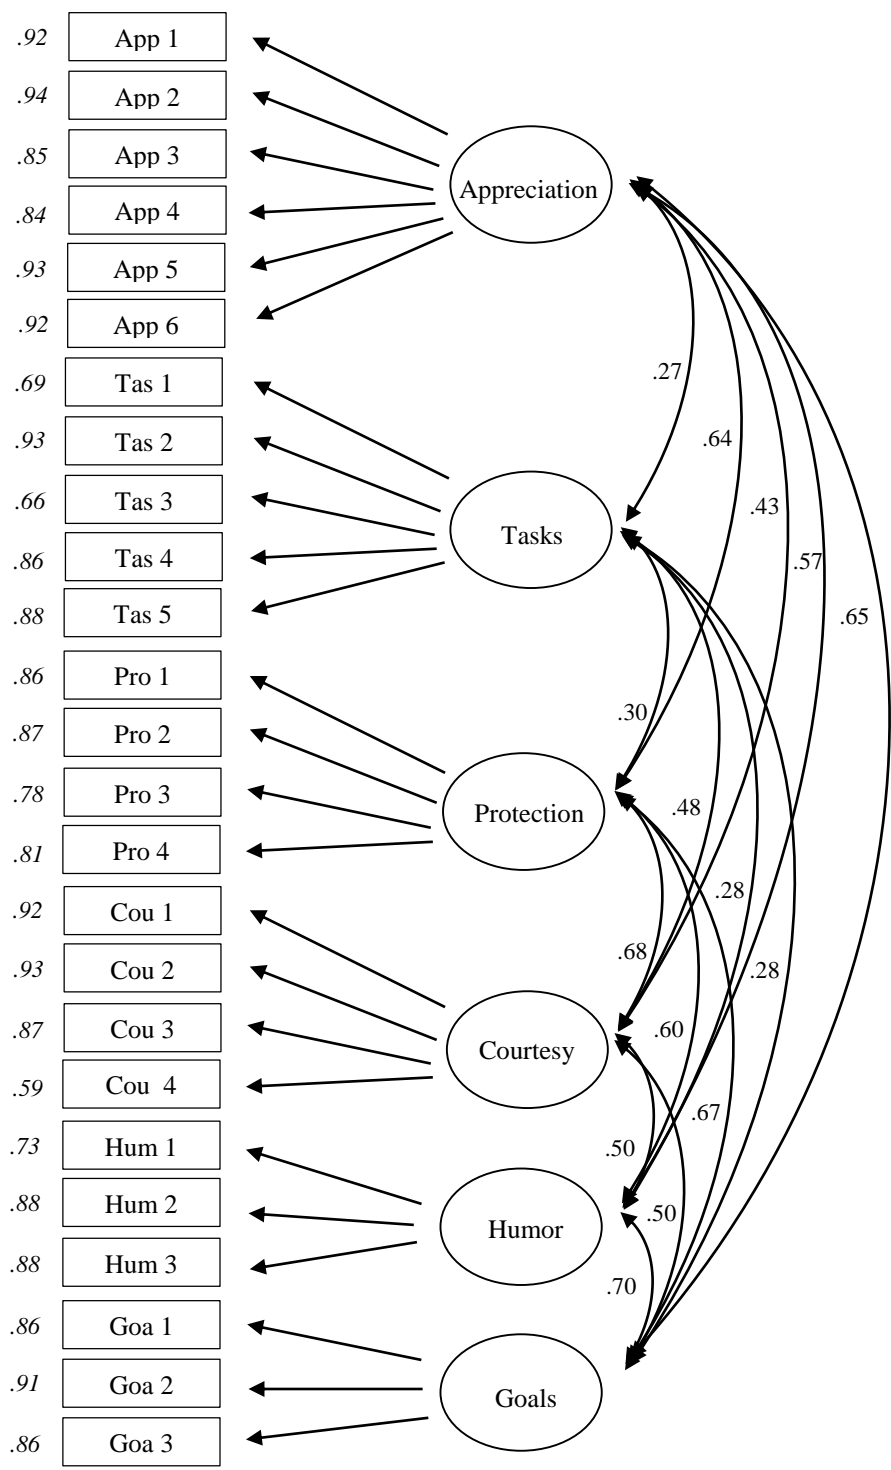 .92 App 1
.94 App 2
.85 App 3
Appreciation
.84 App 4
.93 App 5
.92 App 6
.27
.69 Tas 1
.64
.93 Tas 2
.66 Tas 3
.43
Tasks
.86 Tas 4
.57
.88 Tas 5
.65
.86 Pro 1
.30
.87 Pro 2
.78 Pro 3
.48
Protection
.81 Pro 4
.28
.92 Cou 1
.68
.93 Cou 2
.28
.87 Cou 3
.60
Courtesy
.59 Cou 4
.67
.73 Hum 1
.50
.88 Hum 2
.50
Humor
.88 Hum 3
.70
.86 Goa 1
.91 Goa 2
Goals
.86 Goa 3